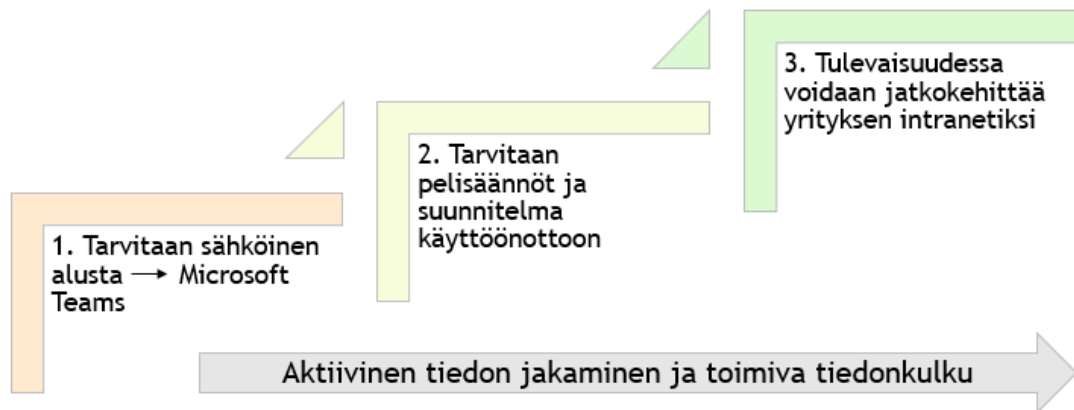 1. Tarvitaan sähköinen
alusta → Microsoft
Teams
2. Tarvitaan
pelisäännöt ja
suunnitelma
käyttöönottoon
3. Tulevaisuudessa
voidaan jatkokehittää
yrityksen intranetiksi
Aktiivinen tiedon jakaminen ja toimiva tiedonkulku